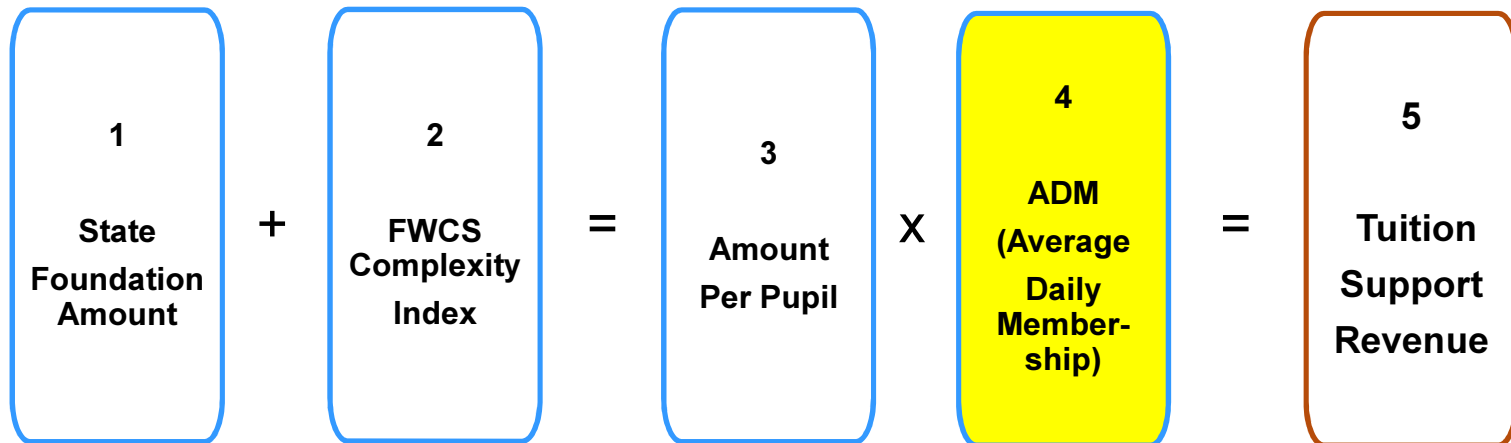 1
State
Foundation
Amount
+
2
FWCS
Complexity
Index
=
3
Amount
Per Pupil
x
4
ADM
(Average
Daily
Member-
ship)
=
5
Tuition
Support
Revenue